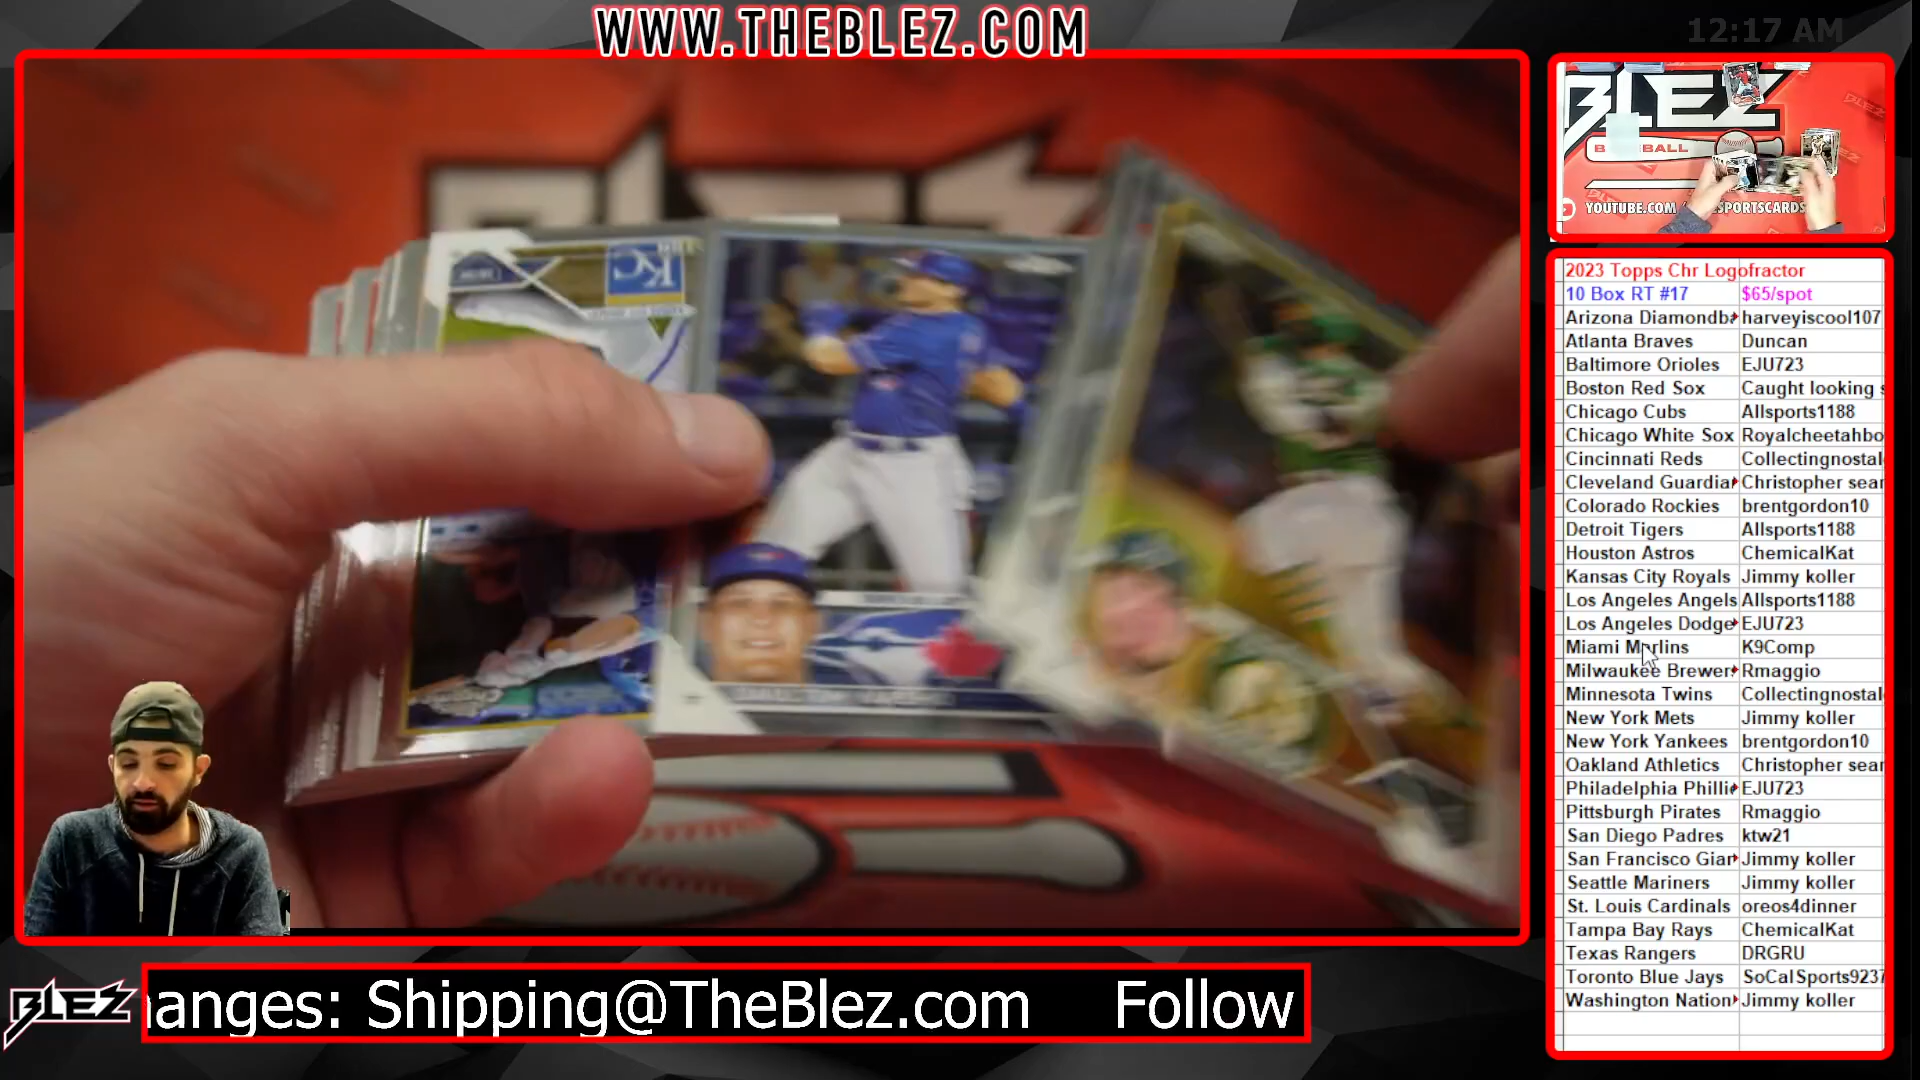 WWW.THEBLEZ.COM
12:17 AM
BLEZ
B BALL
YOUTUBE.COM / SPORTSCARDS
KC
2023 Topps Chr Logofractor
10 Box RT #17 $65/spot
Arizona Diamondba harveyiscool107
Atlanta Braves Duncan
Baltimore Orioles EJU723
Boston Red Sox Caught looking s
Chicago Cubs Allsports1188
Chicago White Sox Royalcheetahbo
Cincinnati Reds Collectingnostal
Cleveland Guardia Christopher sear
Colorado Rockies brentgordon10
Detroit Tigers Allsports1188
Houston Astros ChemicalKat
Kansas City Royals Jimmy koller
Los Angeles Angels Allsports1188
Los Angeles Dodge EJU723
Miami Marlins K9Comp
Milwaukee Brewer Rmaggio
Minnesota Twins Collectingnostal
New York Mets Jimmy koller
New York Yankees brentgordon10
Oakland Athletics Christopher sear
Philadelphia Phillie EJU723
Pittsburgh Pirates Rmaggio
San Diego Padres ktw21
San Francisco Gian Jimmy koller
Seattle Mariners Jimmy koller
St. Louis Cardinals oreos4dinner
Tampa Bay Rays ChemicalKat
Texas Rangers DRGRU
Toronto Blue Jays SoCalSports9237
Washington Nation Jimmy koller
BLEZ
hanges: Shipping@TheBlez.com Follow